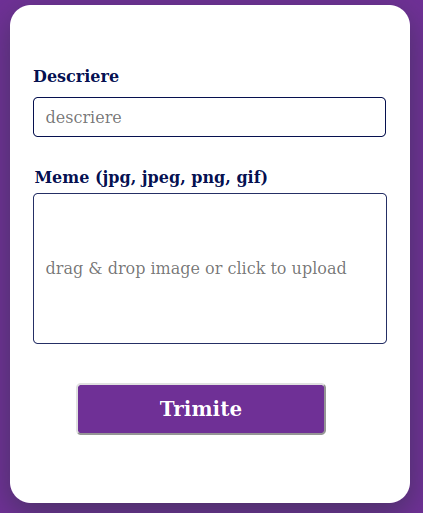 Descriere
descriere
Meme (jpg, jpeg, png, gif)
drag & drop image or click to upload
Trimite